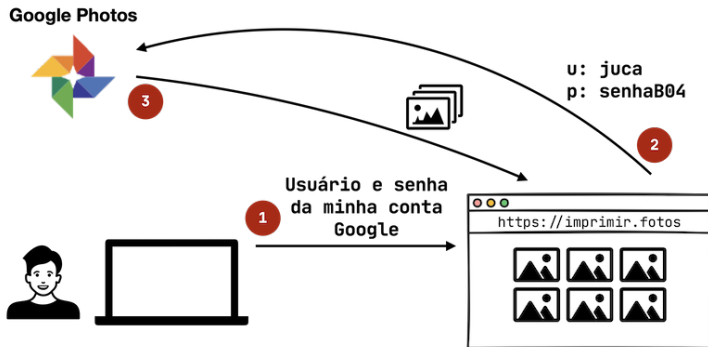 Google Photos
u: juca
p: senhaB04
3
2
Usuário e senha
da minha conta
Google
1
https://imprimir.fotos